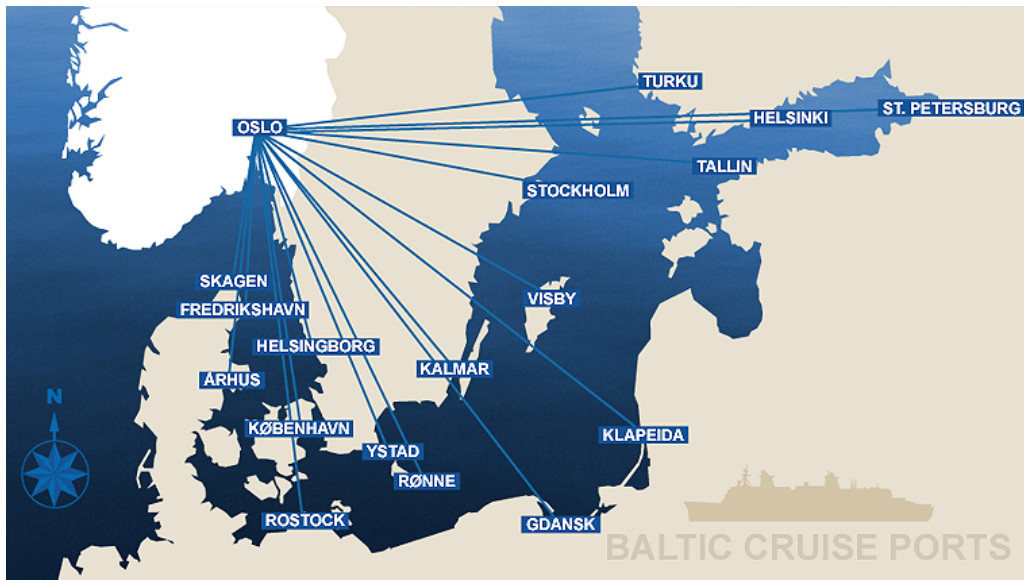 TURKU
ST. PETERSBURG
HELSINKI
OSLO
TALLIN
STOCKHOLM
SKAGEN
VISBY
FREDRIKSHAVN
HELSINGBORG
KALMAR
ÅRHUS
N
KØBENHAVN
KLAPEIDA
YSTAD
RØNNE
ROSTOCK
GDANSK
BALTIC CRUISE PORTS